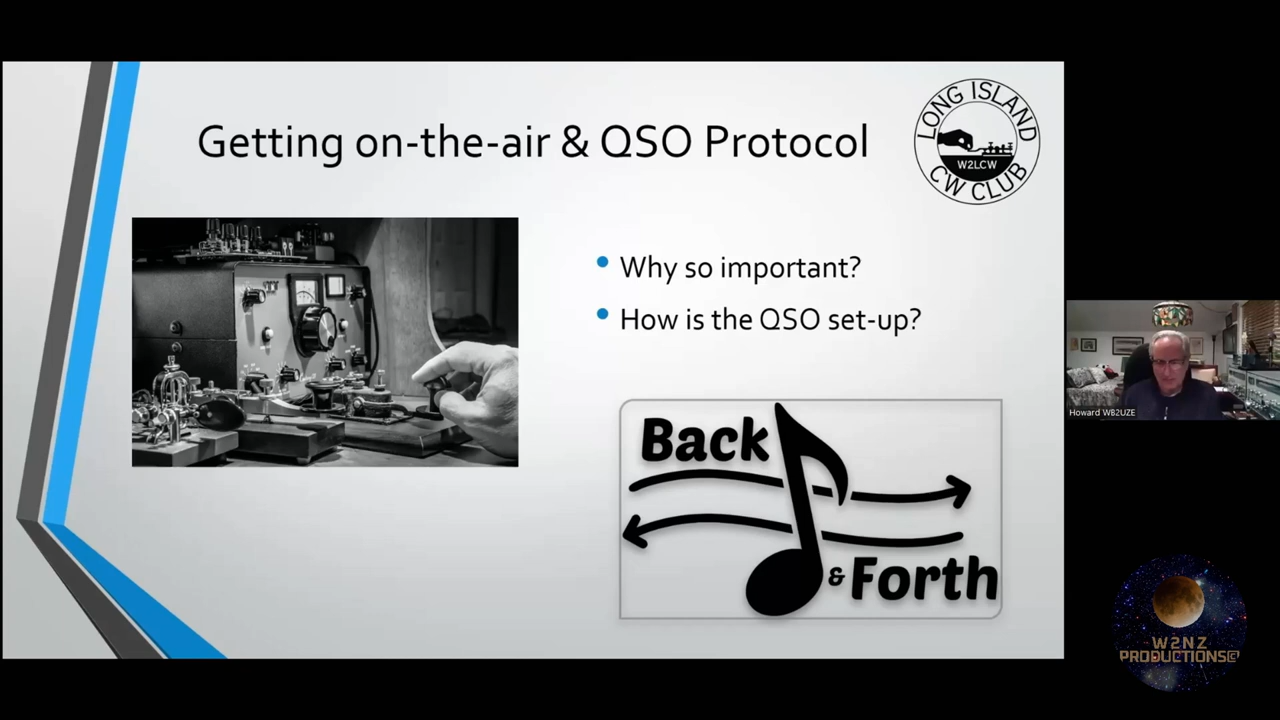 Getting on-the-air & QSO Protocol
LONG ISLAND
W2LCW
CW CLUB
Why so important?
How is the QSO set-up?
Back
& Forth
Howard WB2UZE
W2NZ
PRODUCTIONS©